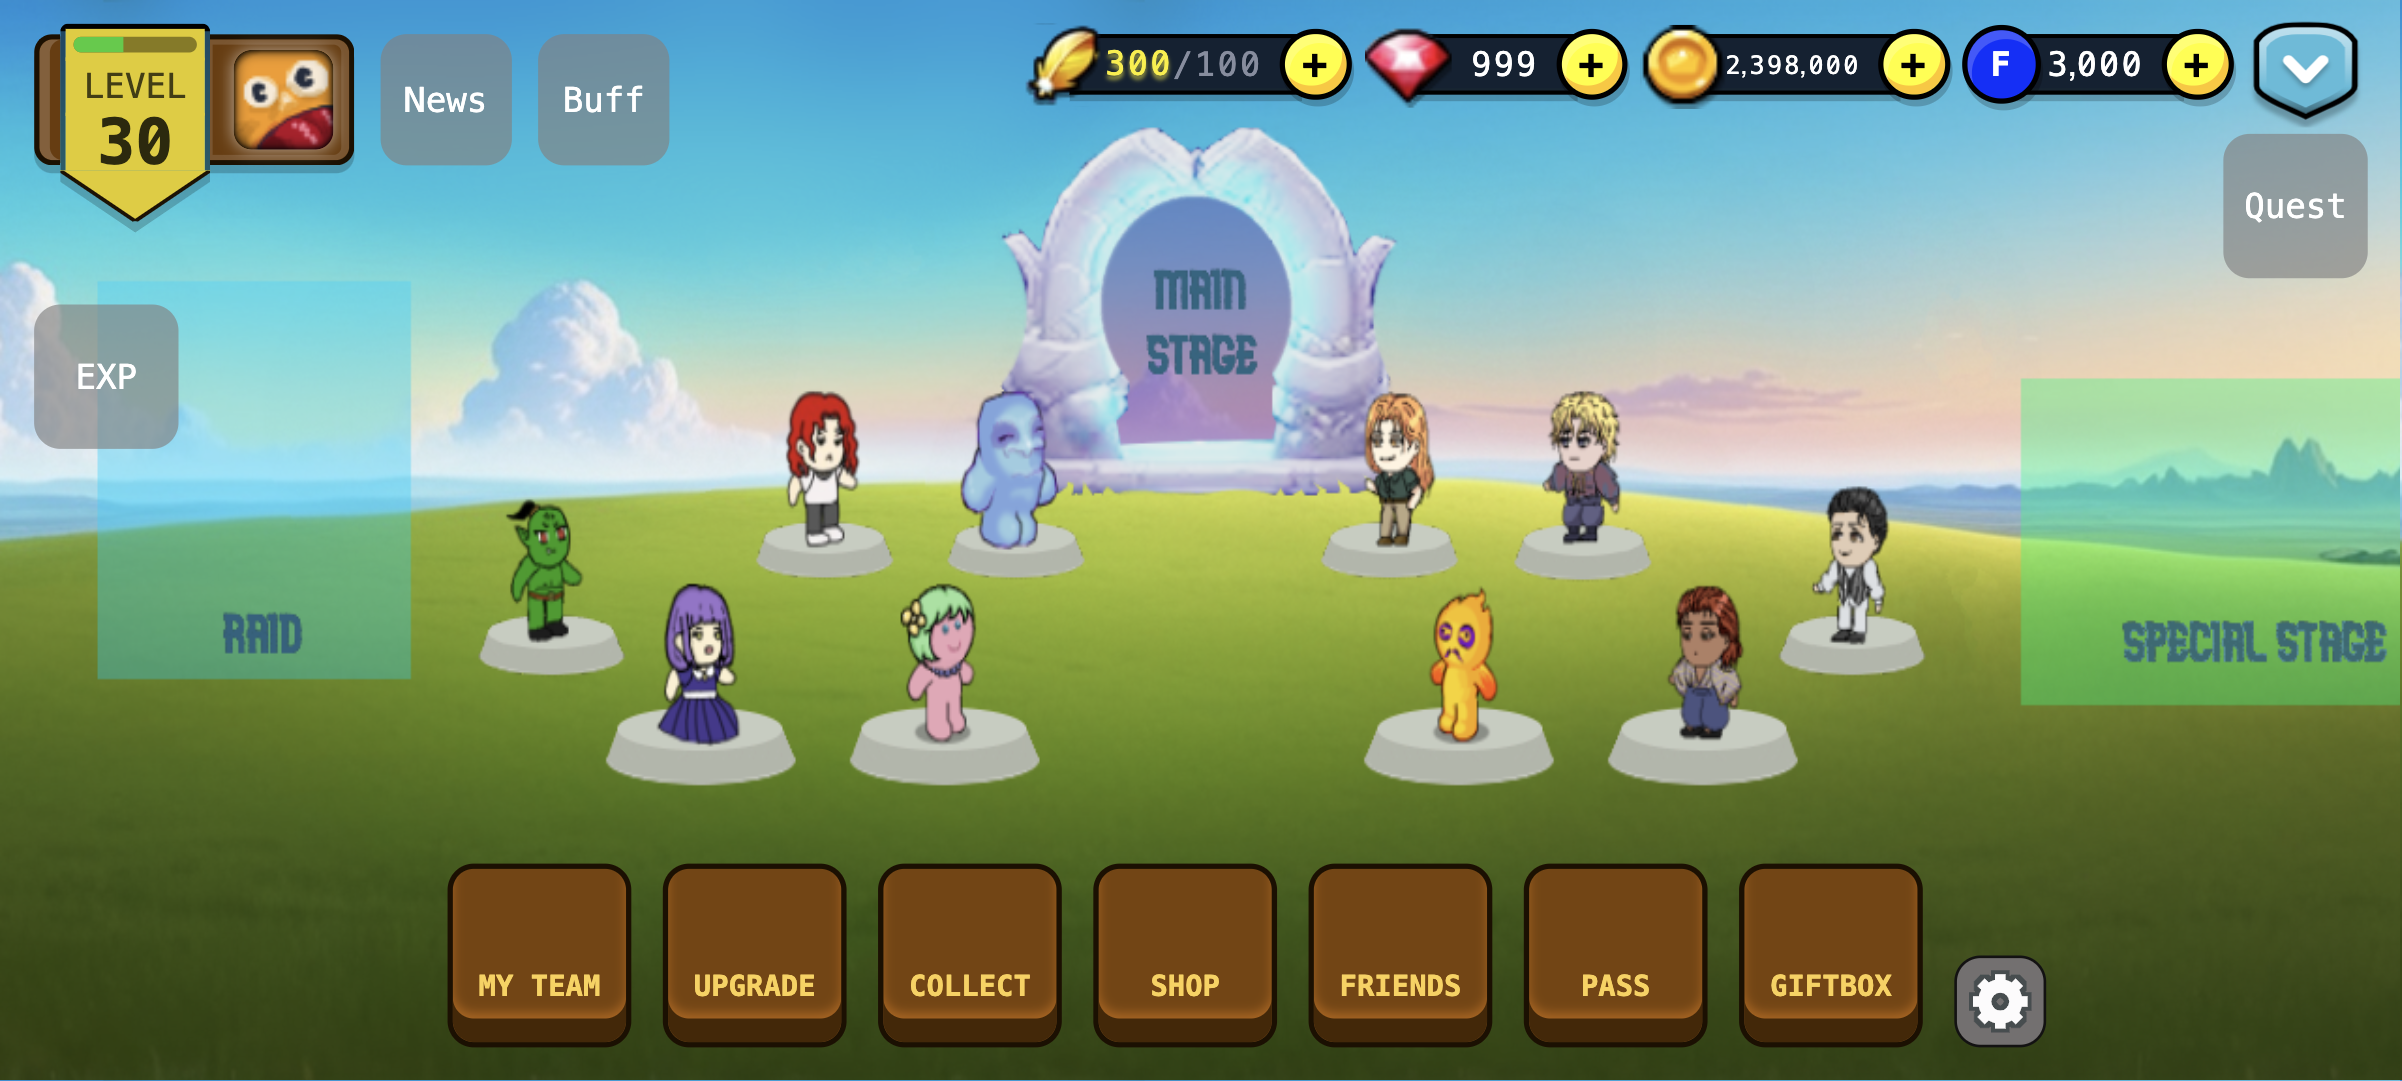 LEVEL
30
News
Buff
300/100
+
999
+
2,398,000
+
F
3,000
+
Quest
MAIN
STAGE
EXP
RAID
SPECIAL STAGE
MY TEAM
UPGRADE
COLLECT
SHOP
FRIENDS
PASS
GIFTBOX